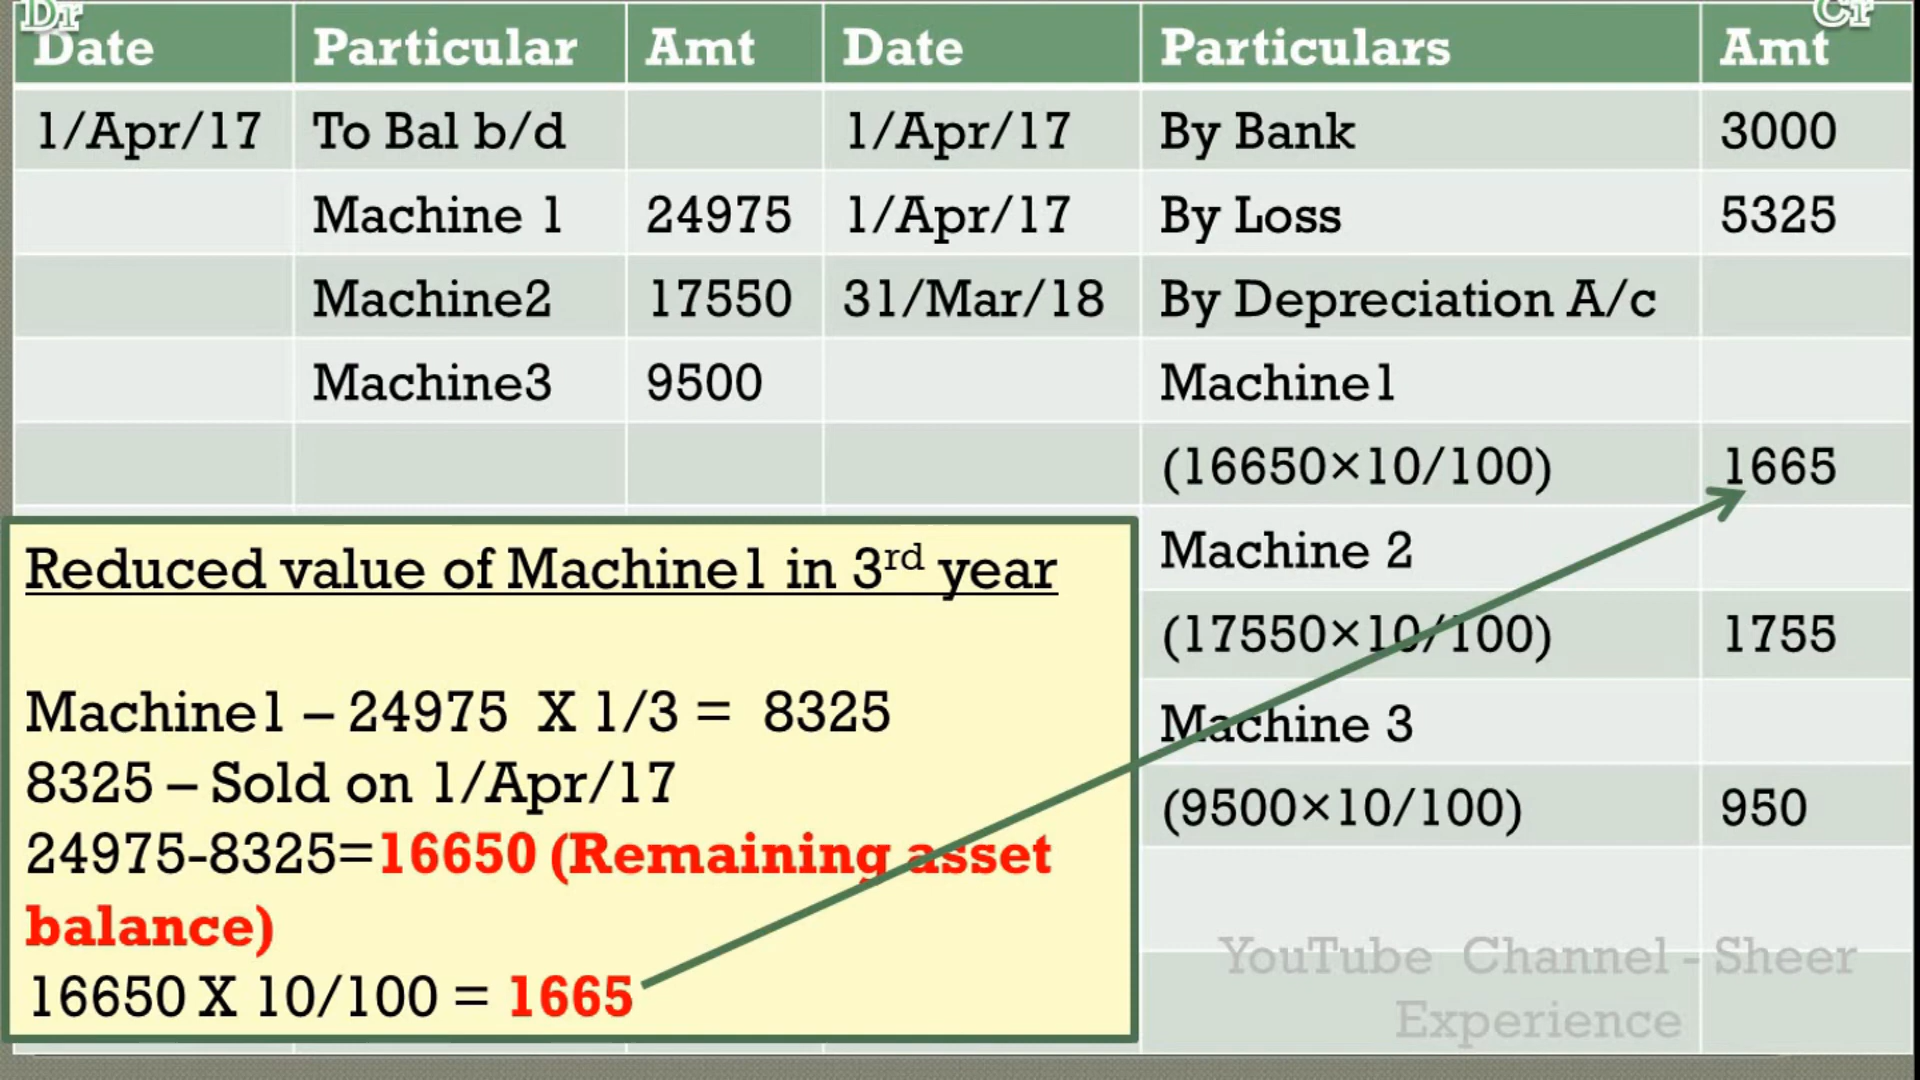 Dr Cr
Date Particular Amt Date Particulars Amt
1/Apr/17 To Bal b/d 1/Apr/17 By Bank 3000
Machine 1 24975 1/Apr/17 By Loss 5325
Machine2 17550 31/Mar/18 By Depreciation A/c
Machine3 9500 Machine1
(16650×10/100) 1665
Machine 2
(17550×10/100) 1755
Machine 3
(9500×10/100) 950
Reduced value of Machine1 in 3rd year
Machine1 – 24975 X 1/3 = 8325
8325 – Sold on 1/Apr/17
24975-8325=16650 (Remaining asset
balance)
16650 X 10/100 = 1665
YouTube Channel - Sheer
Experience